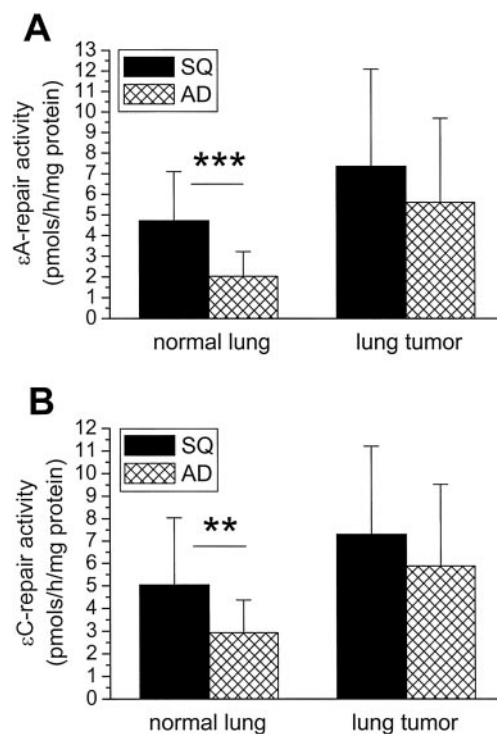 A
SQ
AD
***
εA-repair activity
(pmols/h/mg protein)
13
12
11
10
9
8
7
6
5
4
3
2
1
0
normal lung
lung tumor
B
SQ
AD
**
εC-repair activity
(pmols/h/mg protein)
12
11
10
9
8
7
6
5
4
3
2
1
0
normal lung
lung tumor